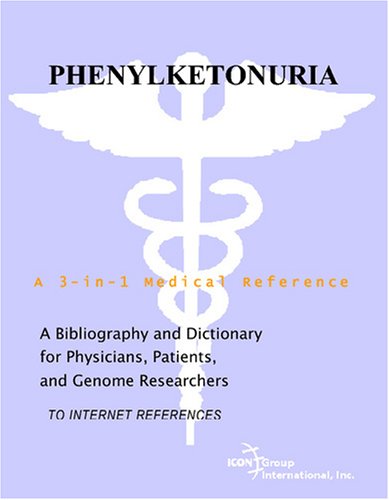 PHENYLKETONURIA
A 3-in-1 Medical Reference
A Bibliography and Dictionary
for Physicians, Patients,
and Genome Researchers
TO INTERNET REFERENCES
ICON Group
International, Inc.